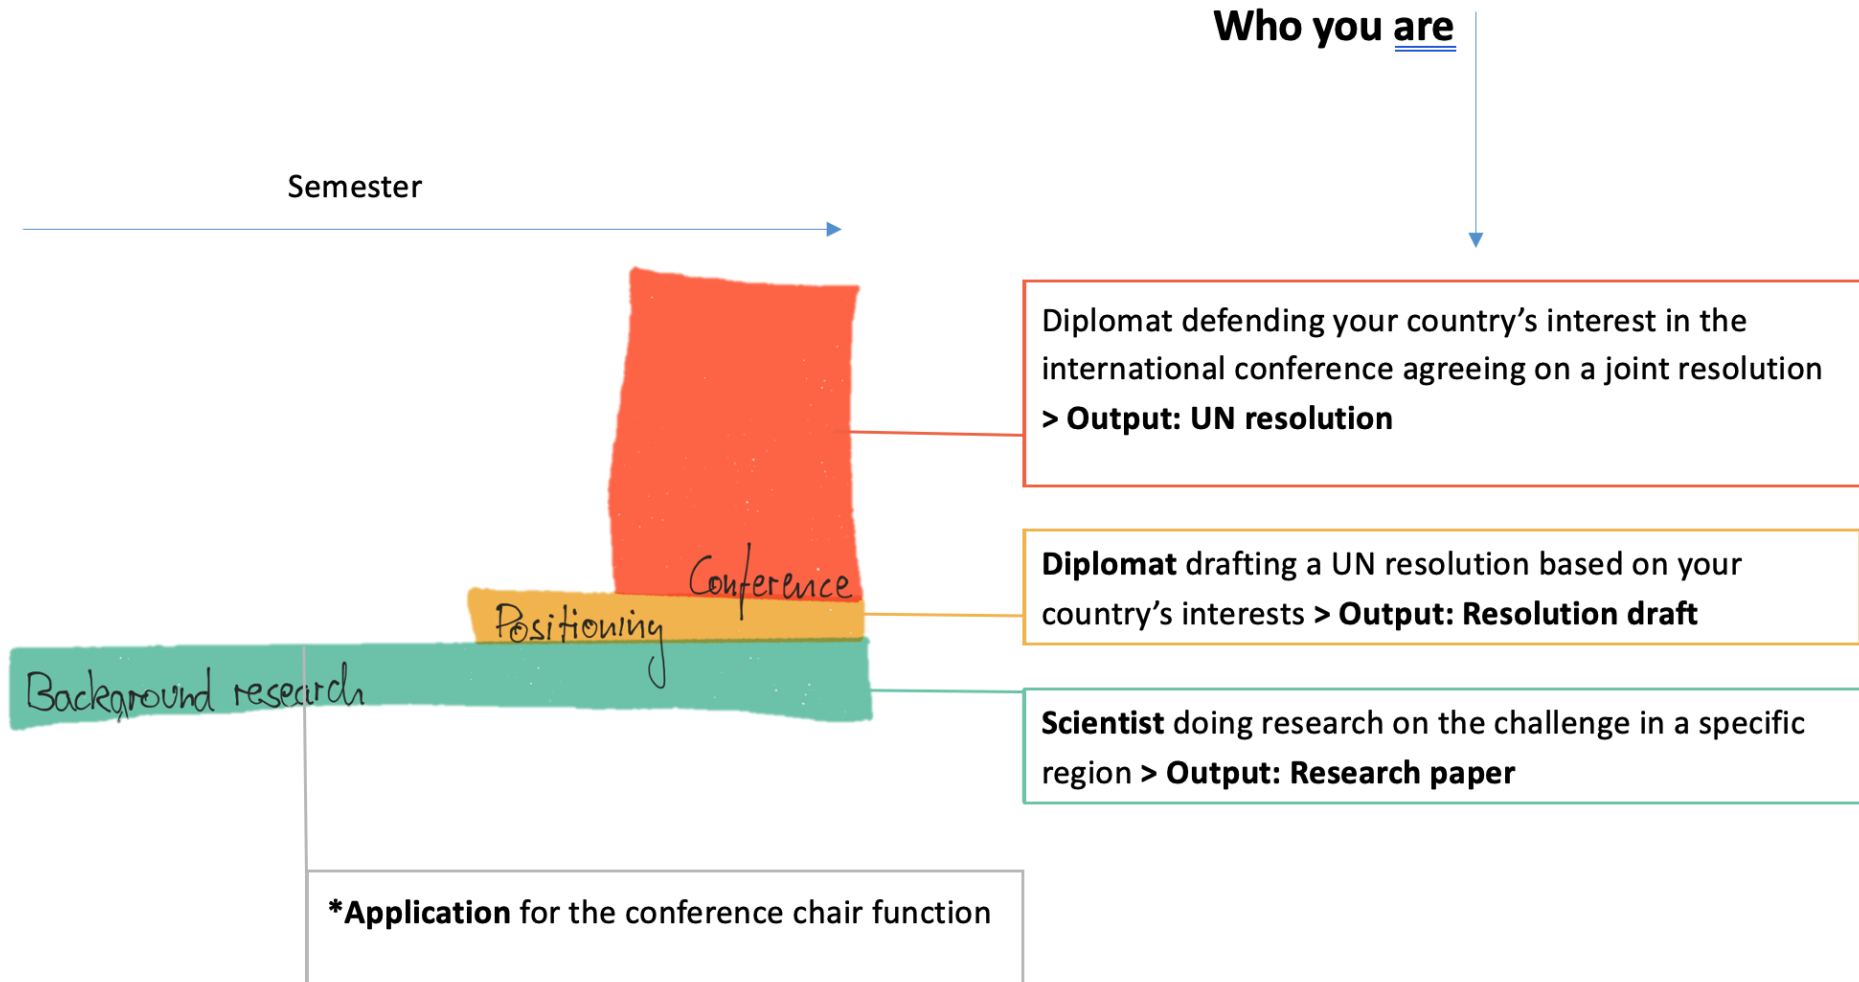 Who you are
Semester
Diplomat defending your country’s interest in the
international conference agreeing on a joint resolution
> Output: UN resolution
Conference
Diplomat drafting a UN resolution based on your
country’s interests > Output: Resolution draft
Positioning
Background research
Scientist doing research on the challenge in a specific
region > Output: Research paper
*Application for the conference chair function